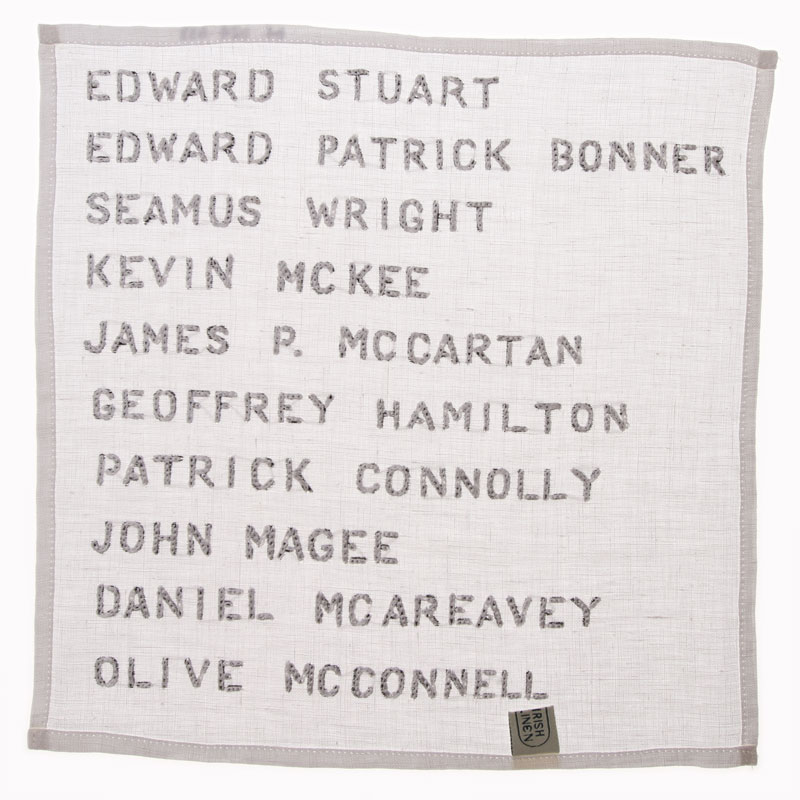 EDWARD STUART
EDWARD PATRICK BONNER
SEAMUS WRIGHT
KEVIN MCKEE
JAMES P. MCCARTAN
GEOFFREY HAMILTON
PATRICK CONNOLLY
JOHN MAGEE
DANIEL MCAREAVEY
OLIVE MCCONNELL
IRISH
LINEN